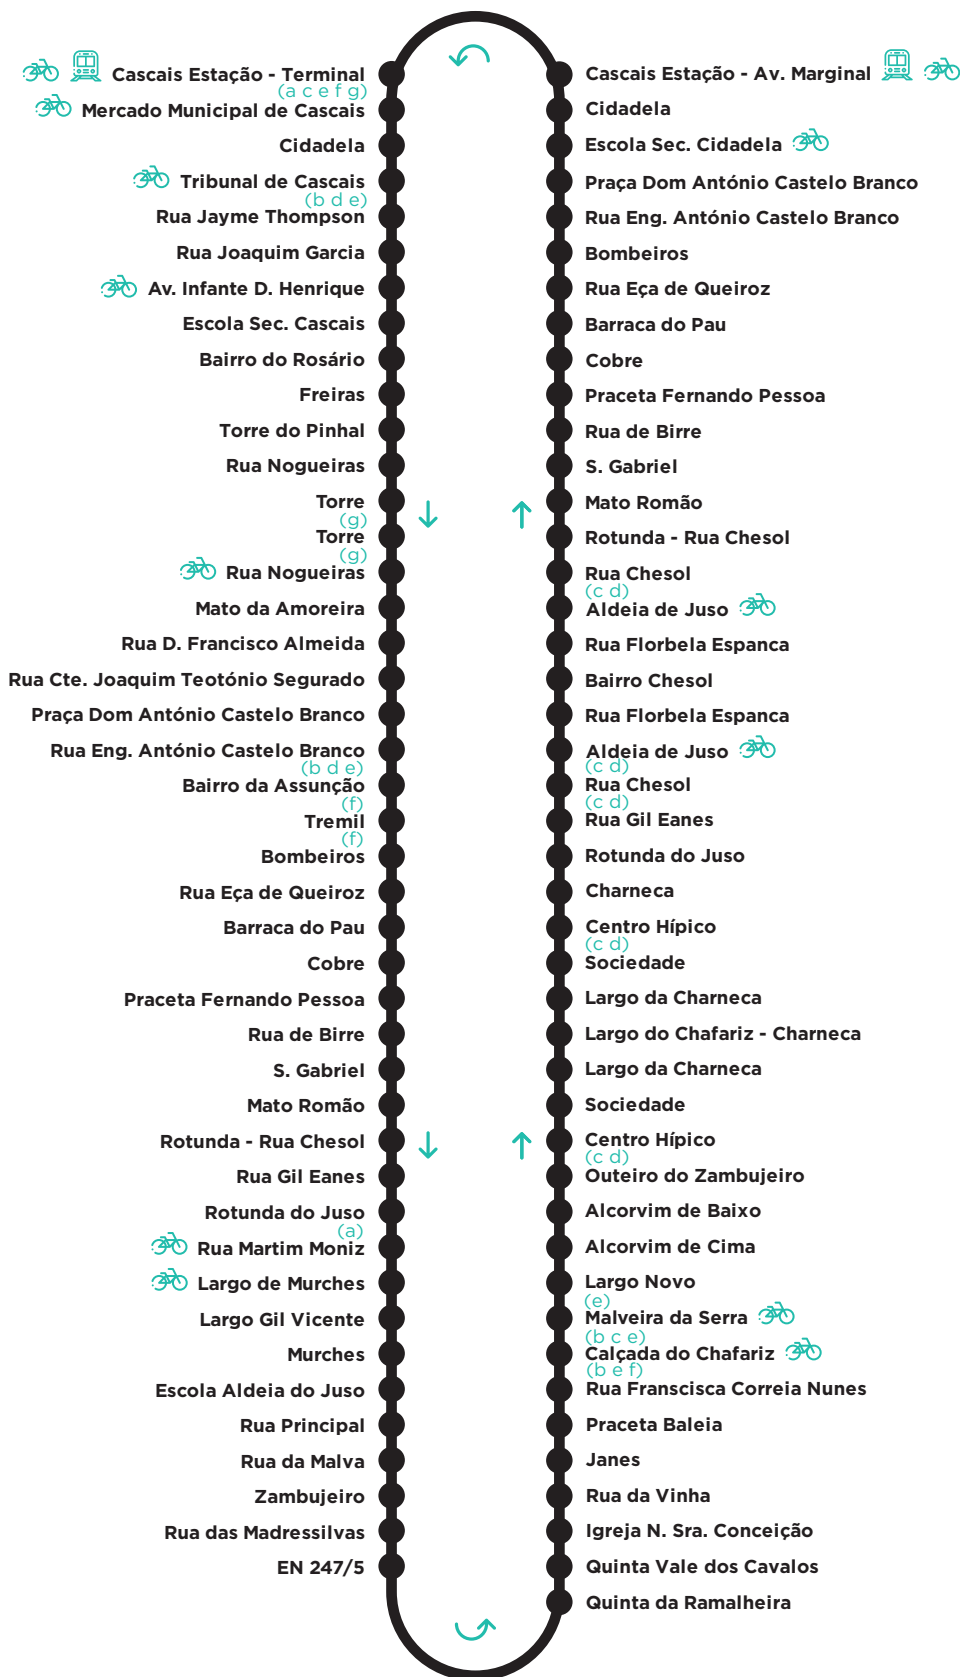 Cascais Estação - Terminal
(a c e f g)
Mercado Municipal de Cascais
Cidadela
Tribunal de Cascais
(b d e)
Rua Jayme Thompson
Rua Joaquim Garcia
Av. Infante D. Henrique
Escola Sec. Cascais
Bairro do Rosário
Freiras
Torre do Pinhal
Rua Nogueiras
Torre
(g)
Torre
(g)
Rua Nogueiras
Mato da Amoreira
Rua D. Francisco Almeida
Rua Cte. Joaquim Teotónio Segurado
Praça Dom António Castelo Branco
Rua Eng. António Castelo Branco
(b d e)
Bairro da Assunção
(f)
Tremil
(f)
Bombeiros
Rua Eça de Queiroz
Barraca do Pau
Cobre
Praceta Fernando Pessoa
Rua de Birre
S. Gabriel
Mato Romão
Rotunda - Rua Chesol
Rua Gil Eanes
Rotunda do Juso
(a)
Rua Martim Moniz
Largo de Murches
Largo Gil Vicente
Murches
Escola Aldeia do Juso
Rua Principal
Rua da Malva
Zambujeiro
Rua das Madressilvas
EN 247/5
Cascais Estação - Av. Marginal
Cidadela
Escola Sec. Cidadela
Praça Dom António Castelo Branco
Rua Eng. António Castelo Branco
Bombeiros
Rua Eça de Queiroz
Barraca do Pau
Cobre
Praceta Fernando Pessoa
Rua de Birre
S. Gabriel
Mato Romão
Rotunda - Rua Chesol
Rua Chesol
(c d)
Aldeia de Juso
Rua Florbela Espanca
Bairro Chesol
Rua Florbela Espanca
Aldeia de Juso
(c d)
Rua Chesol
(c d)
Rua Gil Eanes
Rotunda do Juso
Charneca
Centro Hípico
(c d)
Sociedade
Largo da Charneca
Largo do Chafariz - Charneca
Largo da Charneca
Sociedade
Centro Hípico
(c d)
Outeiro do Zambujeiro
Alcorvim de Baixo
Alcorvim de Cima
Largo Novo
(e)
Malveira da Serra
(b c e)
Calçada do Chafariz
(b e f)
Rua Franscisca Correia Nunes
Praceta Baleia
Janes
Rua da Vinha
Igreja N. Sra. Conceição
Quinta Vale dos Cavalos
Quinta da Ramalheira